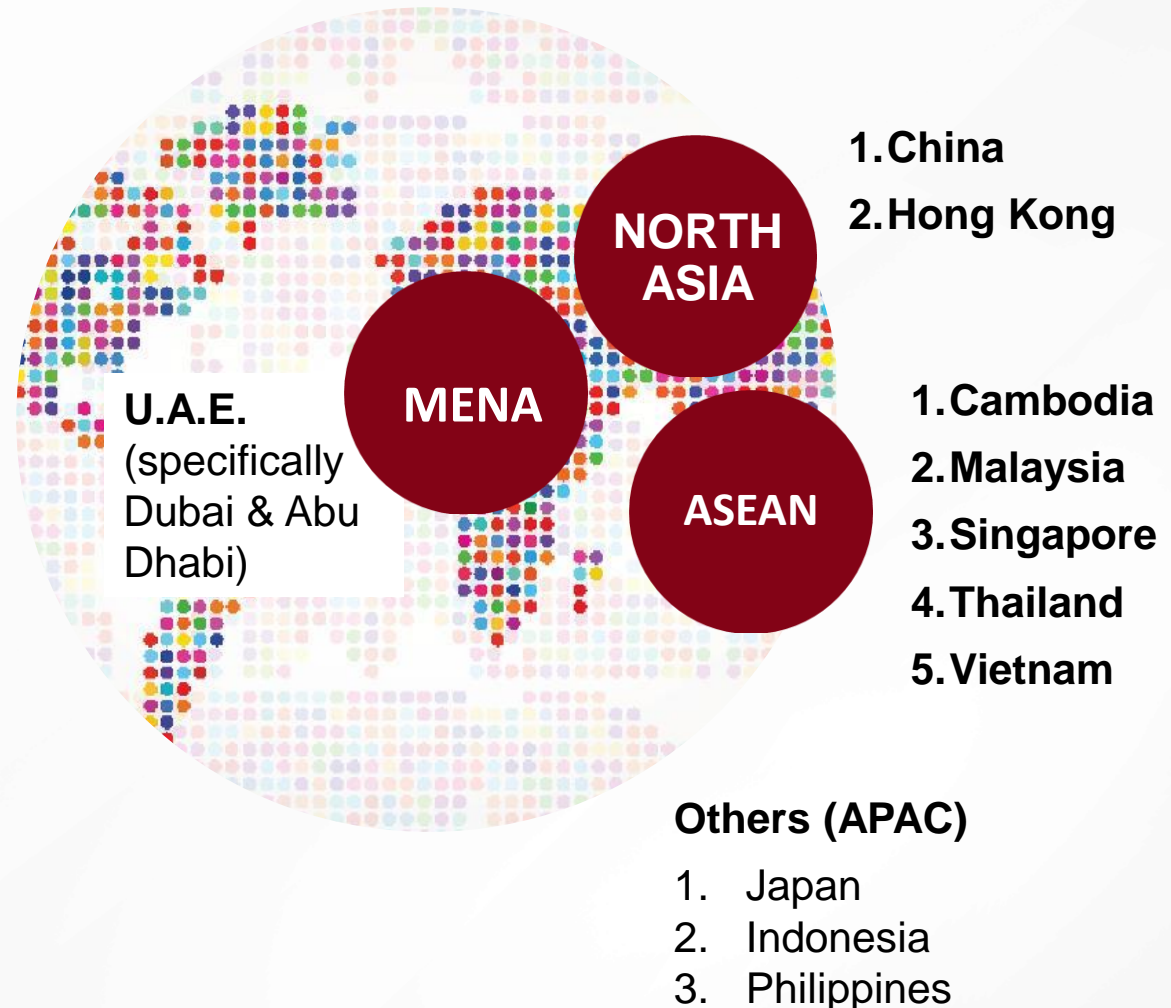 1.China
2.Hong Kong
NORTH
ASIA
MENA
U.A.E.
(specifically
Dubai & Abu
Dhabi)
ASEAN
1.Cambodia
2.Malaysia
3.Singapore
4.Thailand
5.Vietnam
Others (APAC)
1. Japan
2. Indonesia
3. Philippines